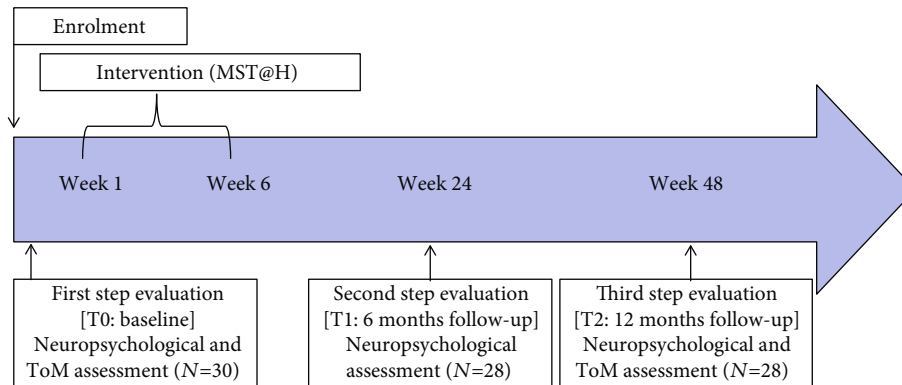 Enrolment
Intervention (MST@H)
Week 1
Week 6
Week 24
Week 48
First step evaluation
[T0: baseline]
Neuropsychological and
ToM assessment (N=30)
Second step evaluation
[T1: 6 months follow-up]
Neuropsychological
assessment (N=28)
Third step evaluation
[T2: 12 months follow-up]
Neuropsychological and
ToM assessment (N=28)